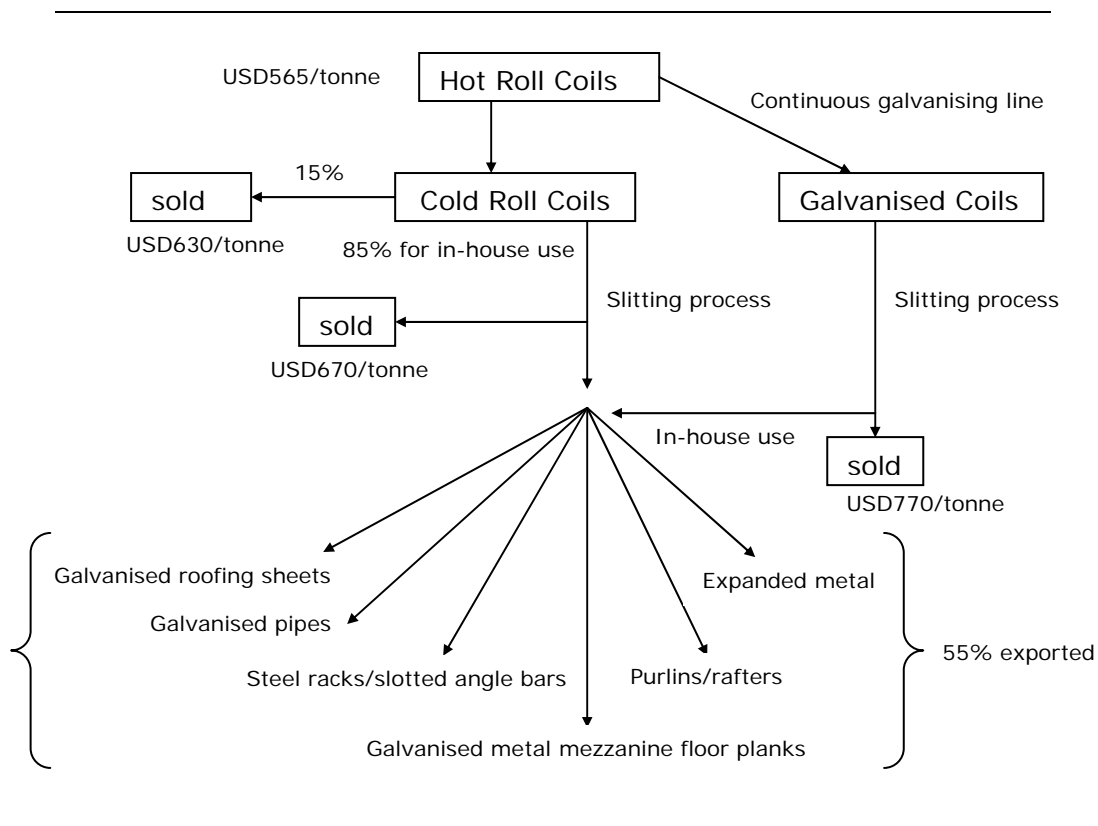 USD565/tonne
Hot Roll Coils
Continuous galvanising line
15%
sold
Cold Roll Coils
Galvanised Coils
USD630/tonne
85% for in-house use
Slitting process
Slitting process
sold
USD670/tonne
In-house use
sold
USD770/tonne
Galvanised roofing sheets
Expanded metal
Galvanised pipes
55% exported
Steel racks/slotted angle bars
Purlins/rafters
Galvanised metal mezzanine floor planks